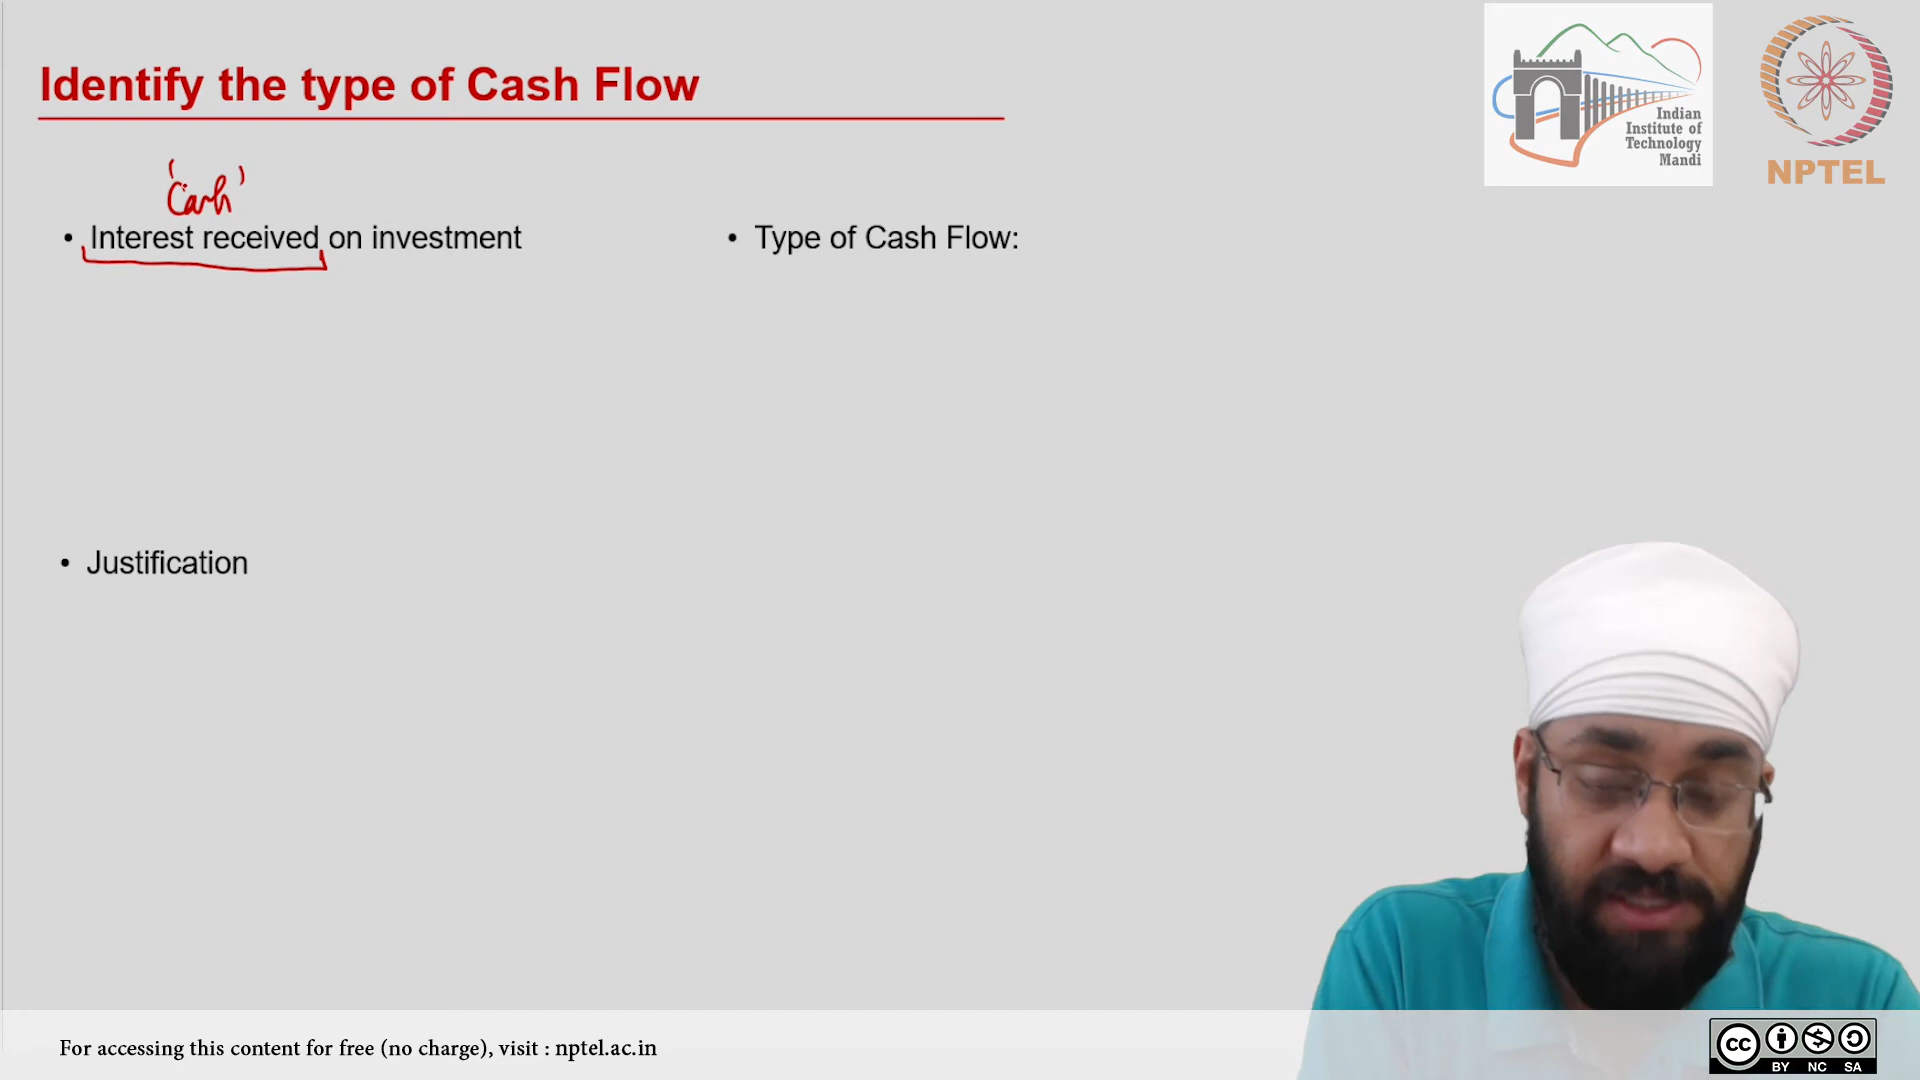 Identify the type of Cash Flow
Indian
Institute of
Technology
Mandi
NPTEL
'Cash'
• Interest received on investment
• Type of Cash Flow:
• Justification
For accessing this content for free (no charge), visit : nptel.ac.in
cc
BY NC SA